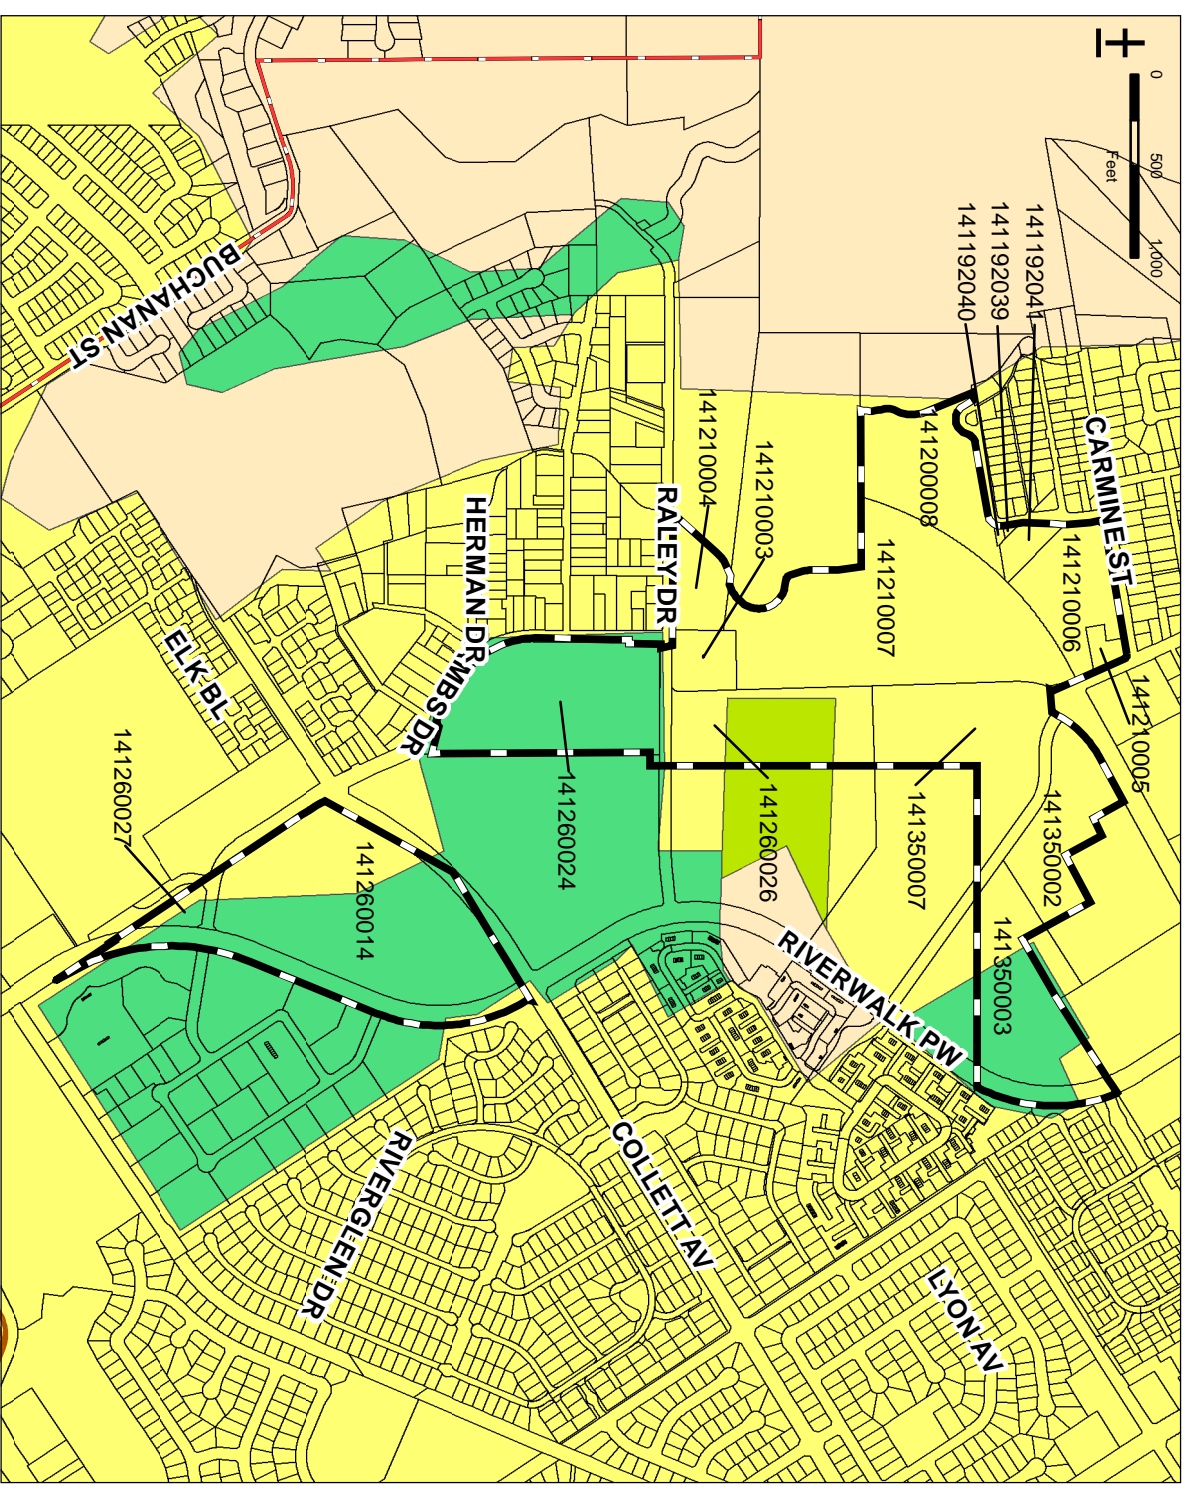 0
500
1,000
Feet
141192041
141192039
141192040
CARMINE ST
141200008
141210006
141210007
141210005
141210004
141210003
RALEY DR
HERMAN DR
MBS DR
BUCHANAN ST
ELK BL
141350002
141350007
141350003
141260026
141260024
141260014
141260027
RIVERWALK PW
COLLETT AV
LYON AV
RIVERGLEN DR